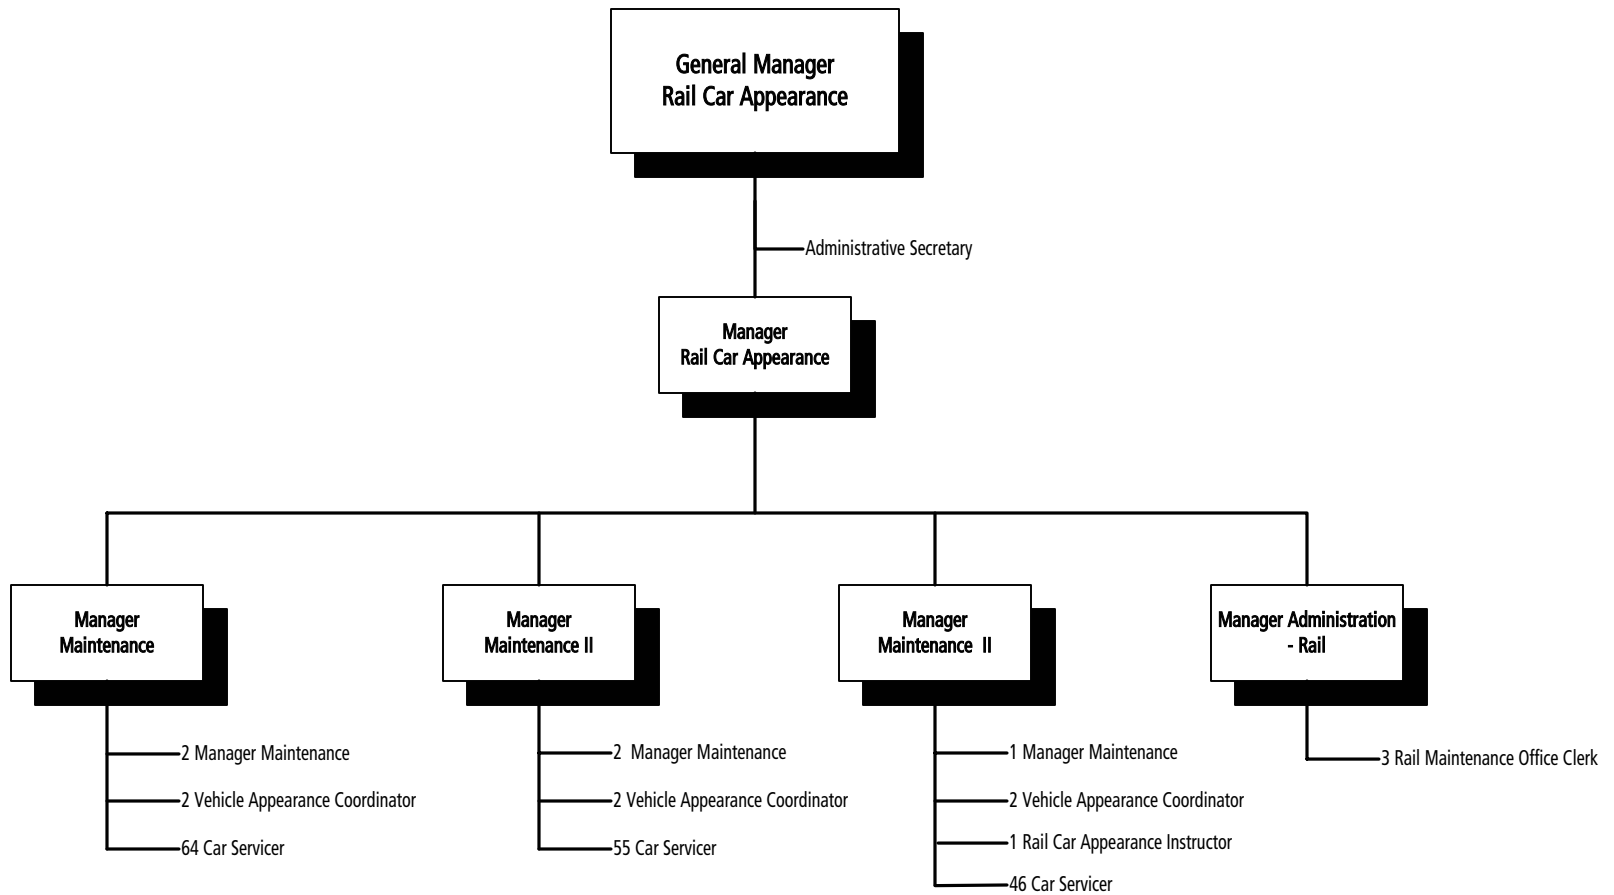 General Manager
Rail Car Appearance
Administrative Secretary
Manager
Rail Car Appearance
Manager
Maintenance
2 Manager Maintenance
2 Vehicle Appearance Coordinator
64 Car Servicer
Manager
Maintenance II
2 Manager Maintenance
2 Vehicle Appearance Coordinator
55 Car Servicer
Manager
Maintenance II
1 Manager Maintenance
2 Vehicle Appearance Coordinator
1 Rail Car Appearance Instructor
46 Car Servicer
Manager Administration
- Rail
3 Rail Maintenance Office Clerk